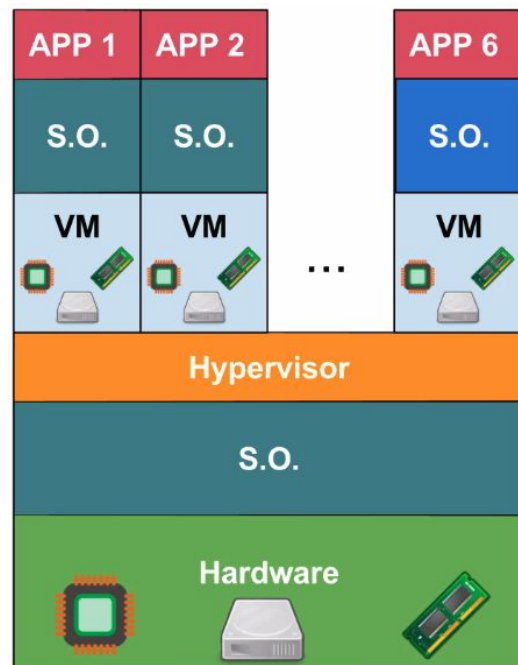 APP 1 APP 2 APP 6
S.O. S.O. S.O.
VM VM ... VM
Hypervisor
S.O.
Hardware